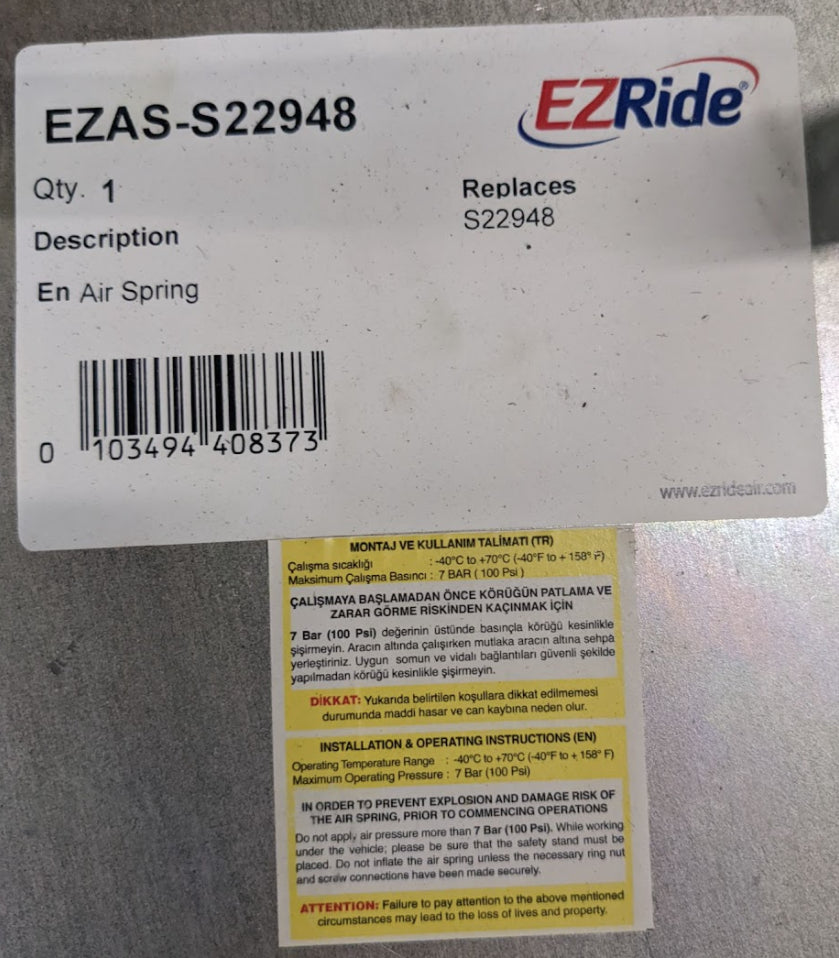 EZAS-S22948
EZRide®
Qty. 1
Replaces
S22948
Description
En Air Spring
0 103494 408373
www.ezrideair.com
MONTAJ VE KULLANIM TALİMATI (TR)
Çalışma sıcaklığı : -40°C to +70°C (-40°F to + 158° F)
Maksimum Çalışma Basıncı : 7 BAR ( 100 Psi )
ÇALIŞMAYA BAŞLAMADAN ÖNCE KÖRÜĞÜN PATLAMA VE
ZARAR GÖRME RİSKİNDEN KAÇINMAK İÇİN
7 Bar (100 Psi) değerinin üstünde basınçla körüğü kesinlikle
şişirmeyin. Aracın altında çalışırken mutlaka aracın altına sehpa
yerleştiriniz. Uygun somun ve vidalı bağlantıları güvenli şekilde
yapılmadan körüğü kesinlikle şişirmeyin.
DİKKAT: Yukarıda belirtilen koşullara dikkat edilmemesi
durumunda maddi hasar ve can kaybına neden olur.
INSTALLATION & OPERATING INSTRUCTIONS (EN)
Operating Temperature Range : -40°C to +70°C (-40°F to + 158° F)
Maximum Operating Pressure : 7 Bar (100 Psi)
IN ORDER TO PREVENT EXPLOSION AND DAMAGE RISK OF
THE AIR SPRING, PRIOR TO COMMENCING OPERATIONS
Do not apply air pressure more than 7 Bar (100 Psi). While working
under the vehicle; please be sure that the safety stand must be
placed. Do not inflate the air spring unless the necessary ring nut
and screw connections have been made securely.
ATTENTION: Failure to pay attention to the above mentioned
circumstances may lead to the loss of lives and property.